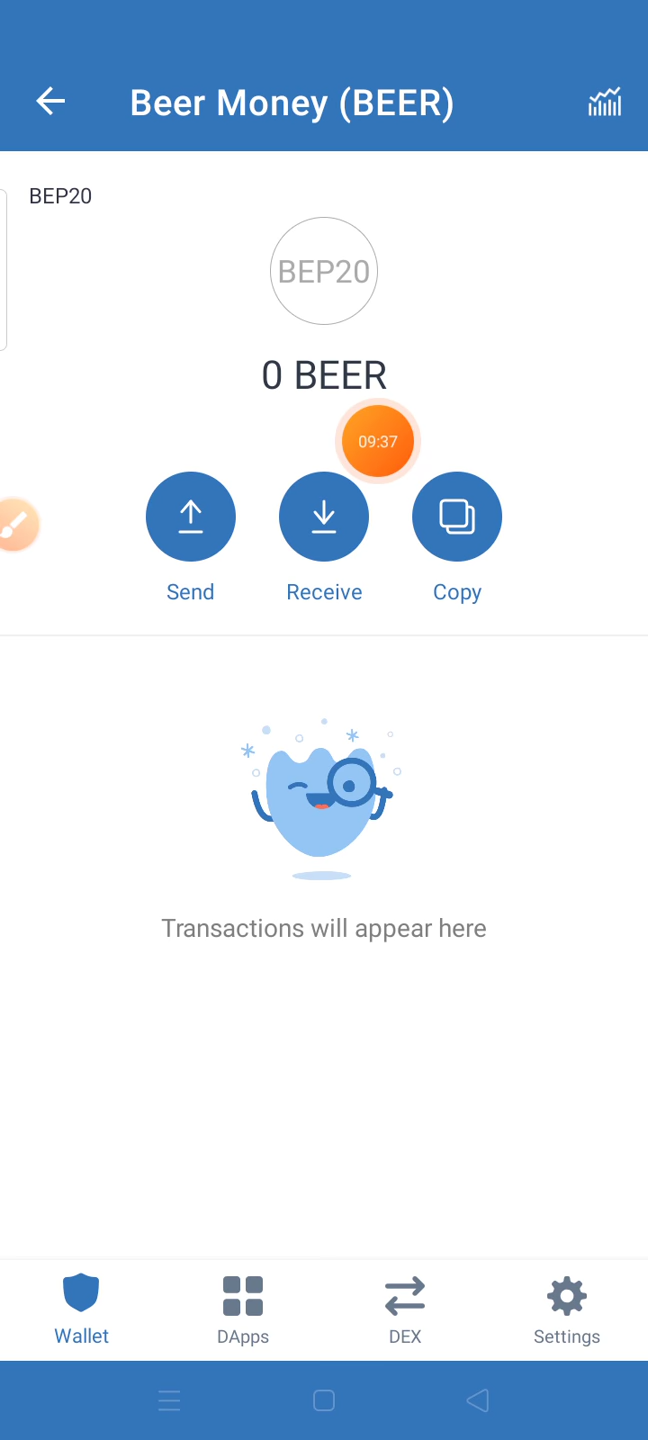 Beer Money (BEER)
BEP20
BEP20
0 BEER
09:37
Send
Receive
Copy
Transactions will appear here
Wallet
DApps
DEX
Settings